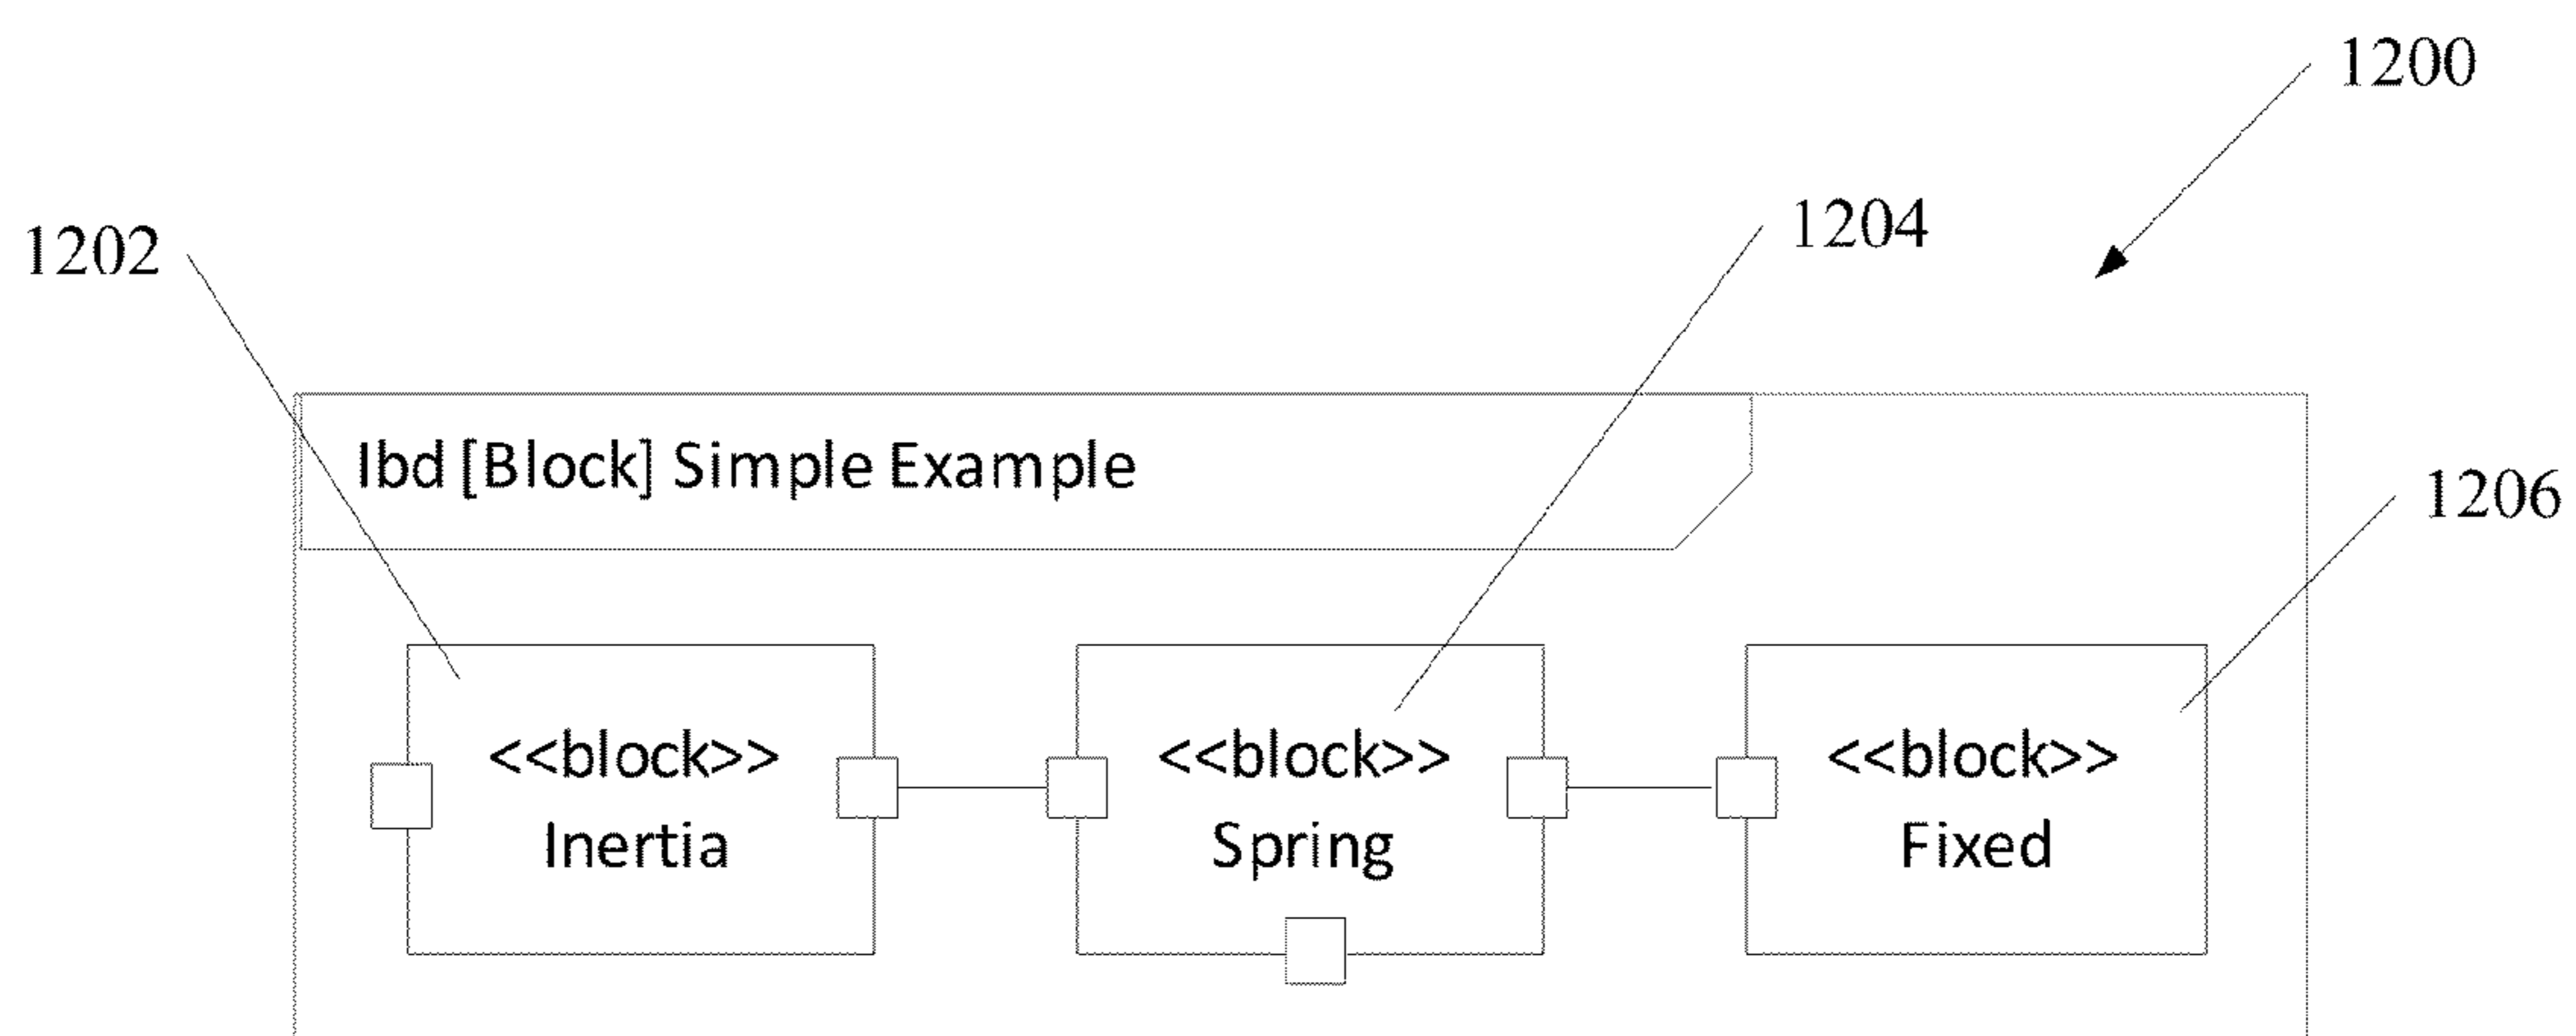 1200
1204
1202
Ibd [Block] Simple Example
1206
<<block>>
Inertia
<<block>>
Spring
<<block>>
Fixed